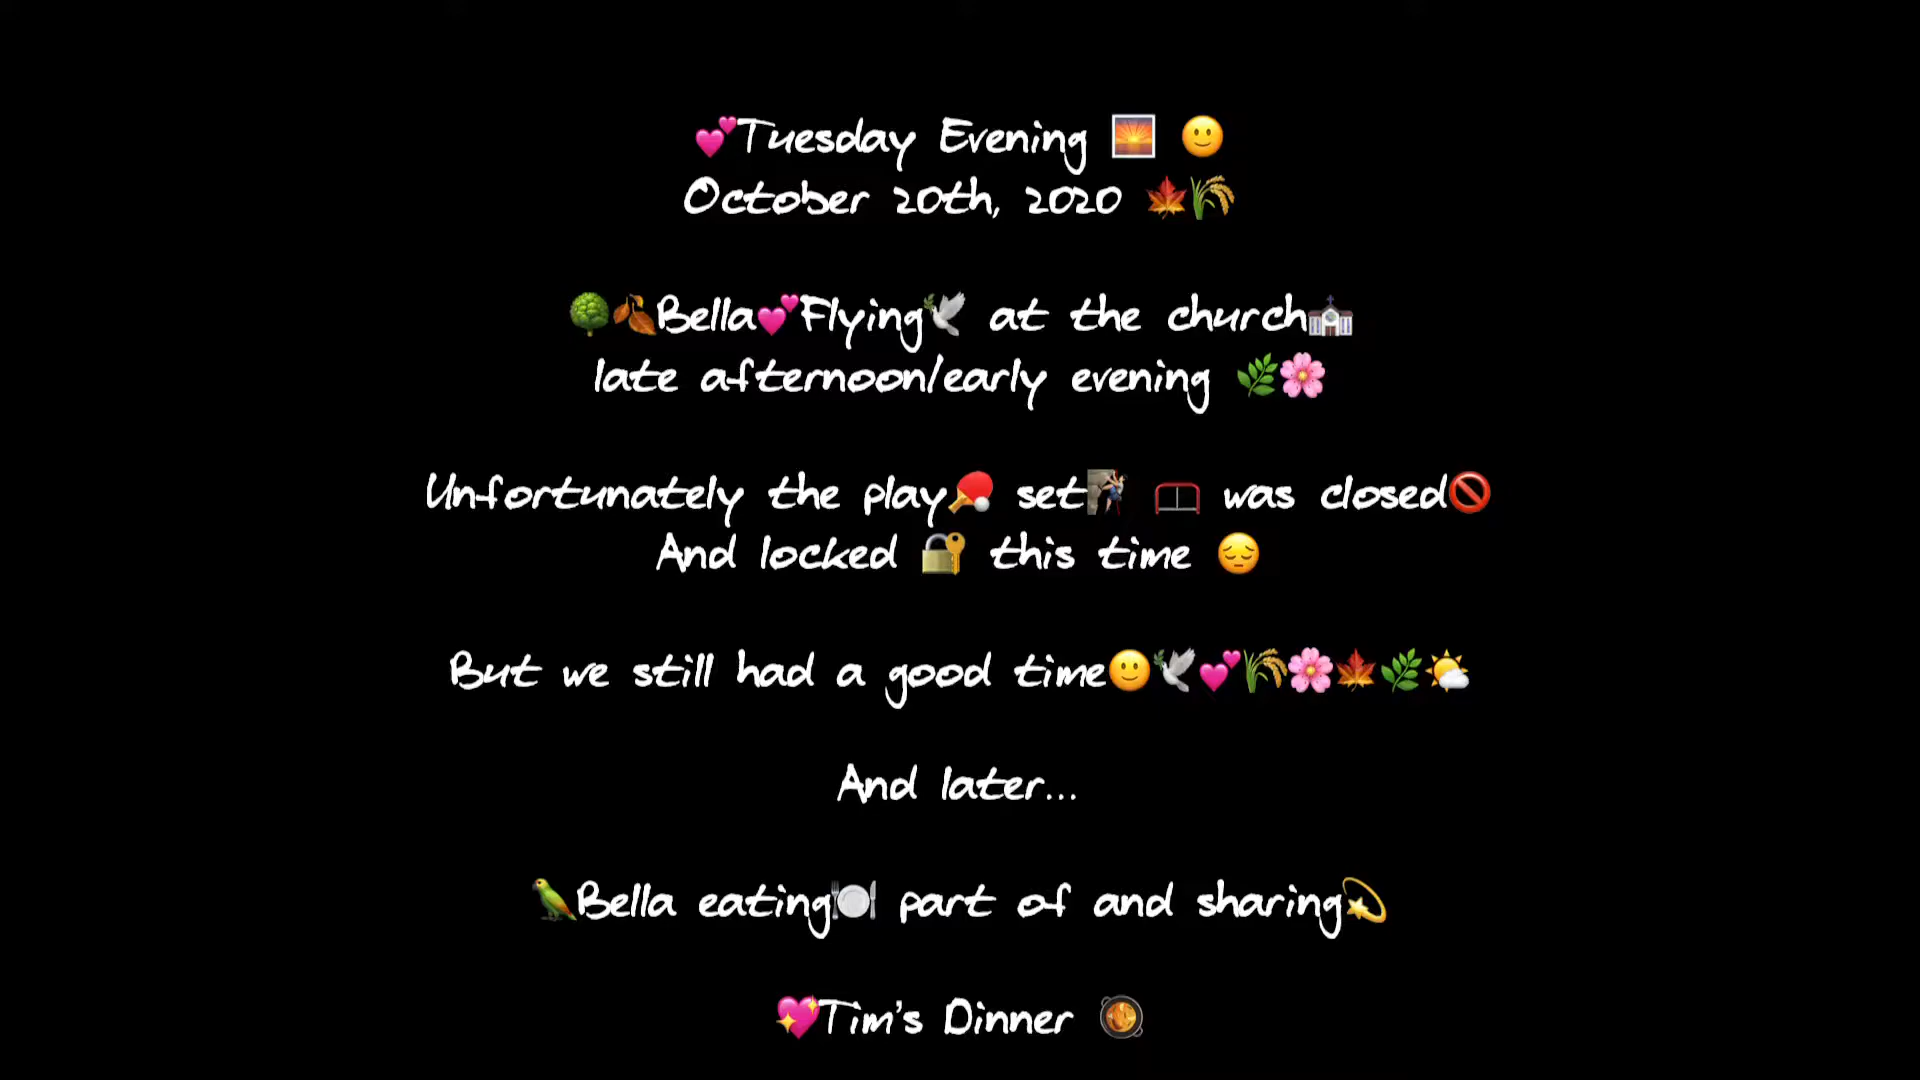 💕Tuesday Evening 🌅 🙂
October 20th, 2020 🍁🌾
🌳🍂Bella💕Flying🕊 at the church⛪
late afternoon/early evening 🌿🌸
Unfortunately the play🏓 set🧗‍♀️ 🥅 was closed🚫
And locked 🔐 this time 😔
But we still had a good time🙂🕊💕🌾🌸🍁🌿🌤
And later...
🦜Bella eating🍽 part of and sharing💫
💖Tim's Dinner 🥘